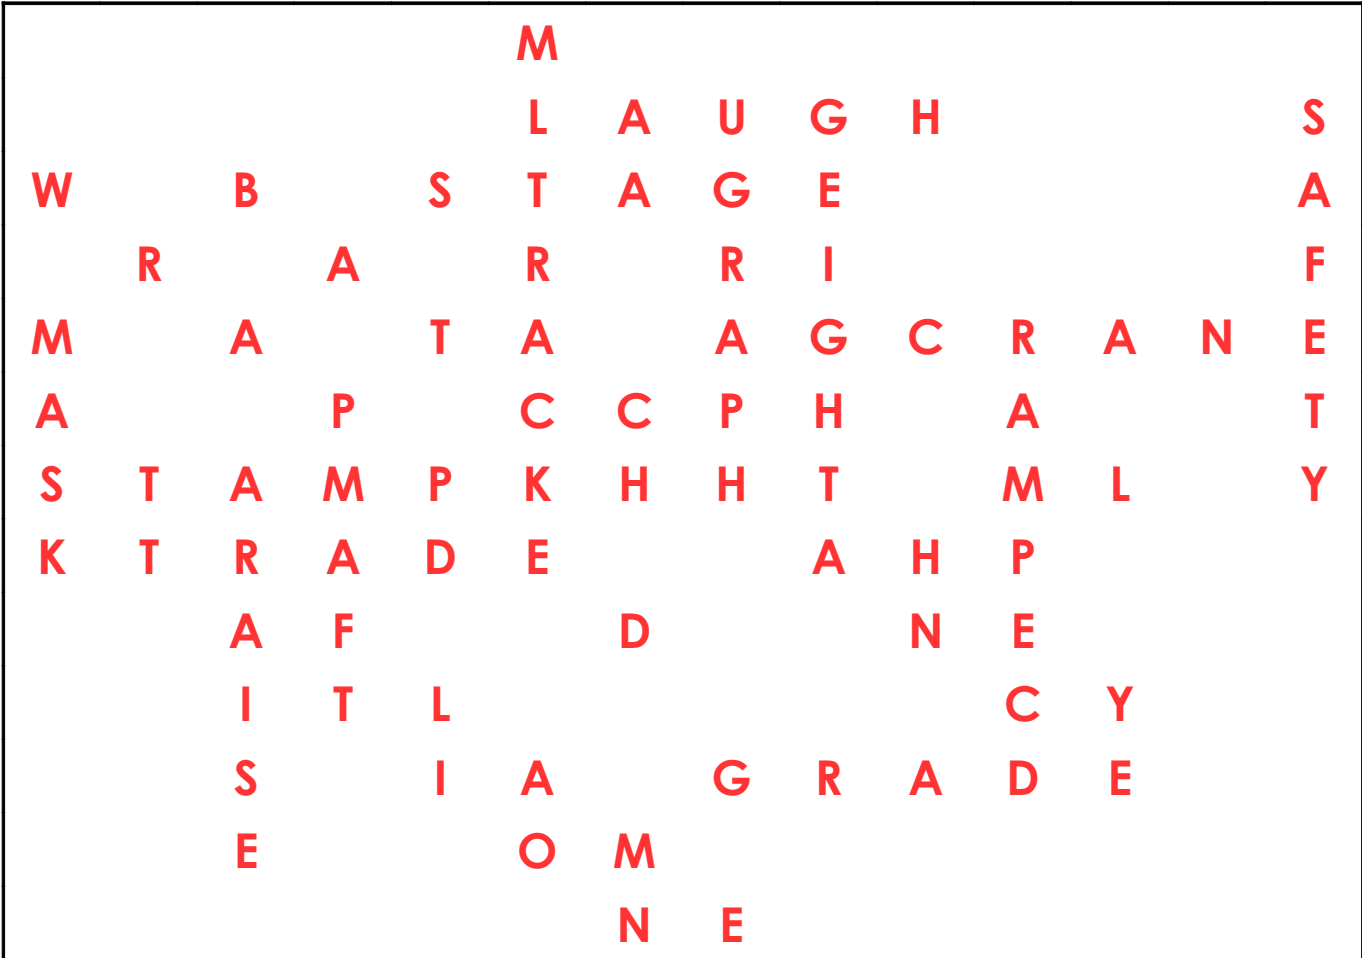 M
L A U G H S
W B S T A G E A
R A R R I F
M A T A A G C R A N E
A P C C P H A T
S T A M P K H H T M L Y
K T R A D E A H P
A F D N E
I T L C Y
S I A G R A D E
E O M
N E